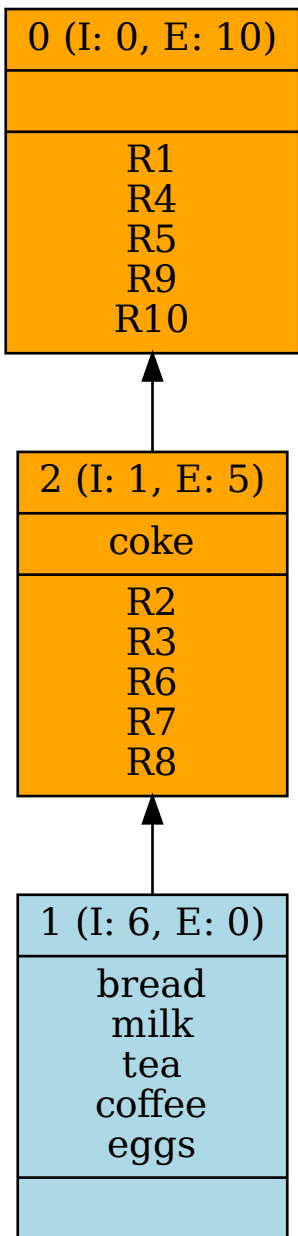 0 (I: 0, E: 10)
R1
R4
R5
R9
R10
2 (I: 1, E: 5)
coke
R2
R3
R6
R7
R8
1 (I: 6, E: 0)
bread
milk
tea
coffee
eggs